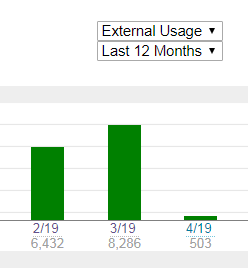 External Usage ▼
Last 12 Months ▼
2/19 3/19 4/19
6,432 8,286 503